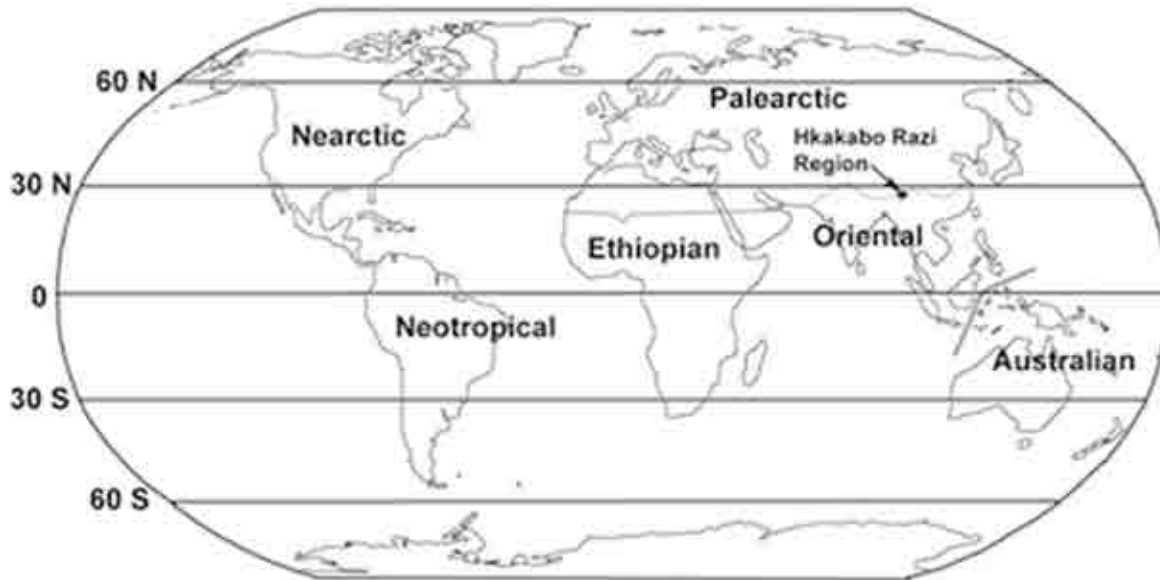 60 N
Palearctic
Nearctic
Hkakabo Razi
Region
30 N
Oriental
Ethiopian
0
Neotropical
Australian
30 S
60 S